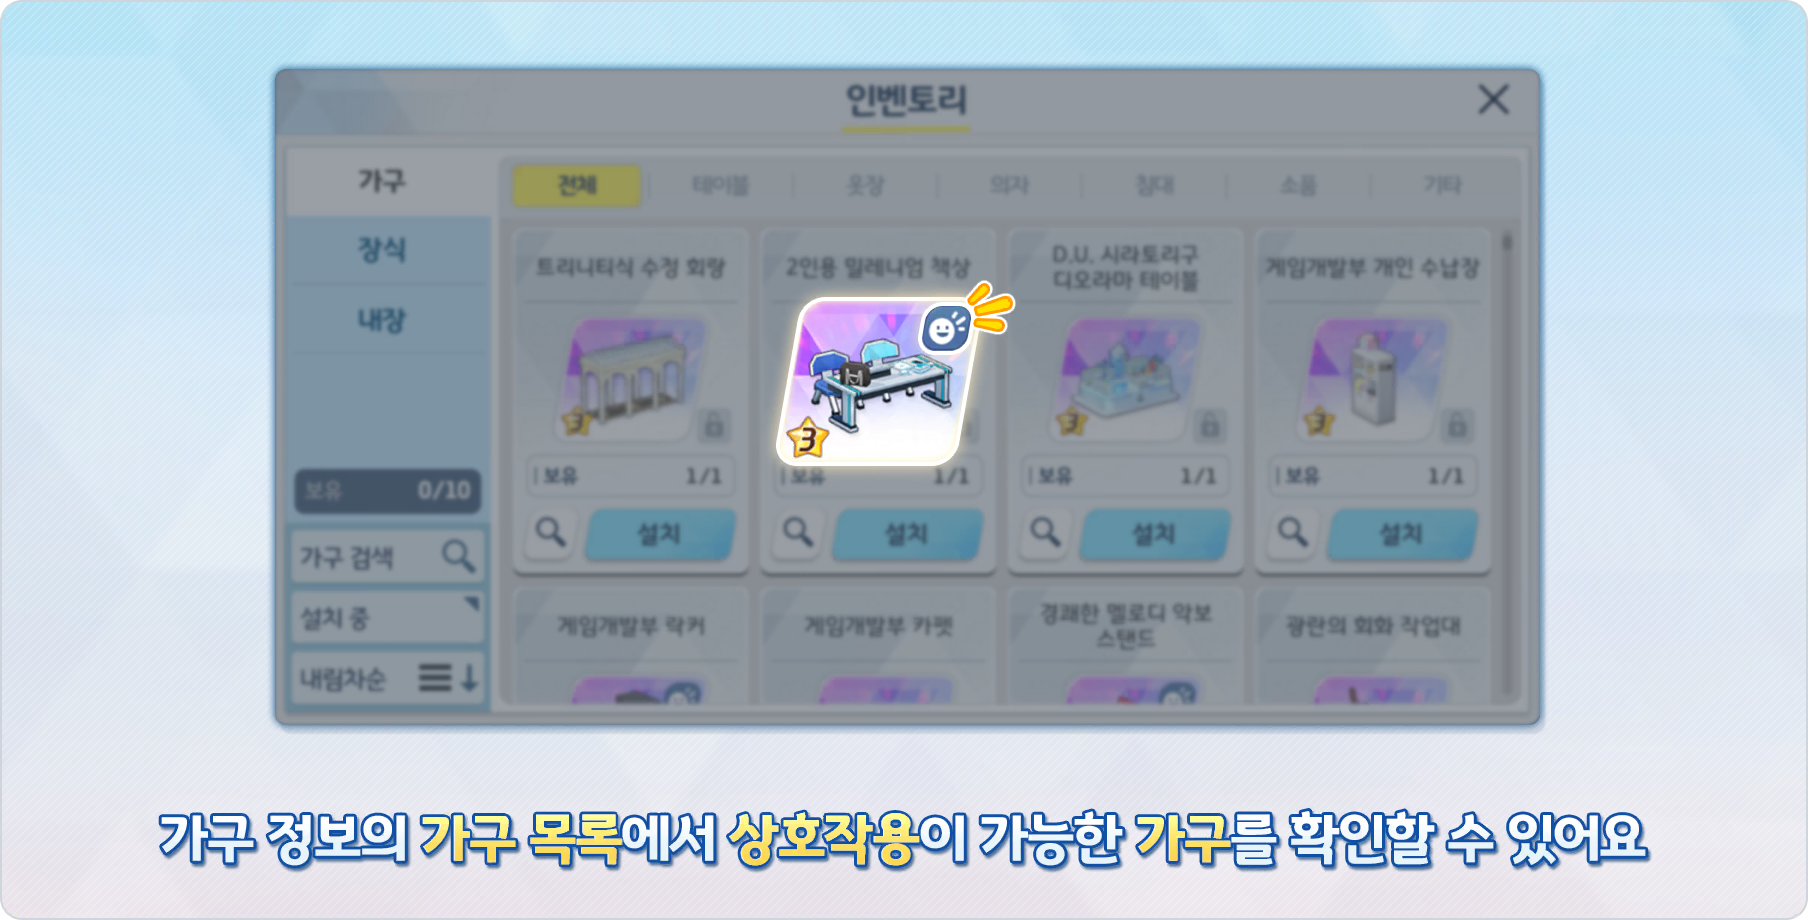 인벤토리
가구
장식
내장
보유 0/10
가구 검색
설치 중
내림차순
전체 테이블 옷장 의자 침대 소품 기타
트리니티식 수정 회랑
3
보유 1/1
설치
2인용 밀레니엄 책상
3
보유 1/1
설치
D.U. 시라토리구
디오라마 테이블
3
보유 1/1
설치
게임개발부 개인 수납장
3
보유 1/1
설치
게임개발부 락커
게임개발부 카펫
경쾌한 멜로디 악보
스탠드
광란의 회화 작업대
가구 정보의 가구 목록에서 상호작용이 가능한 가구를 확인할 수 있어요